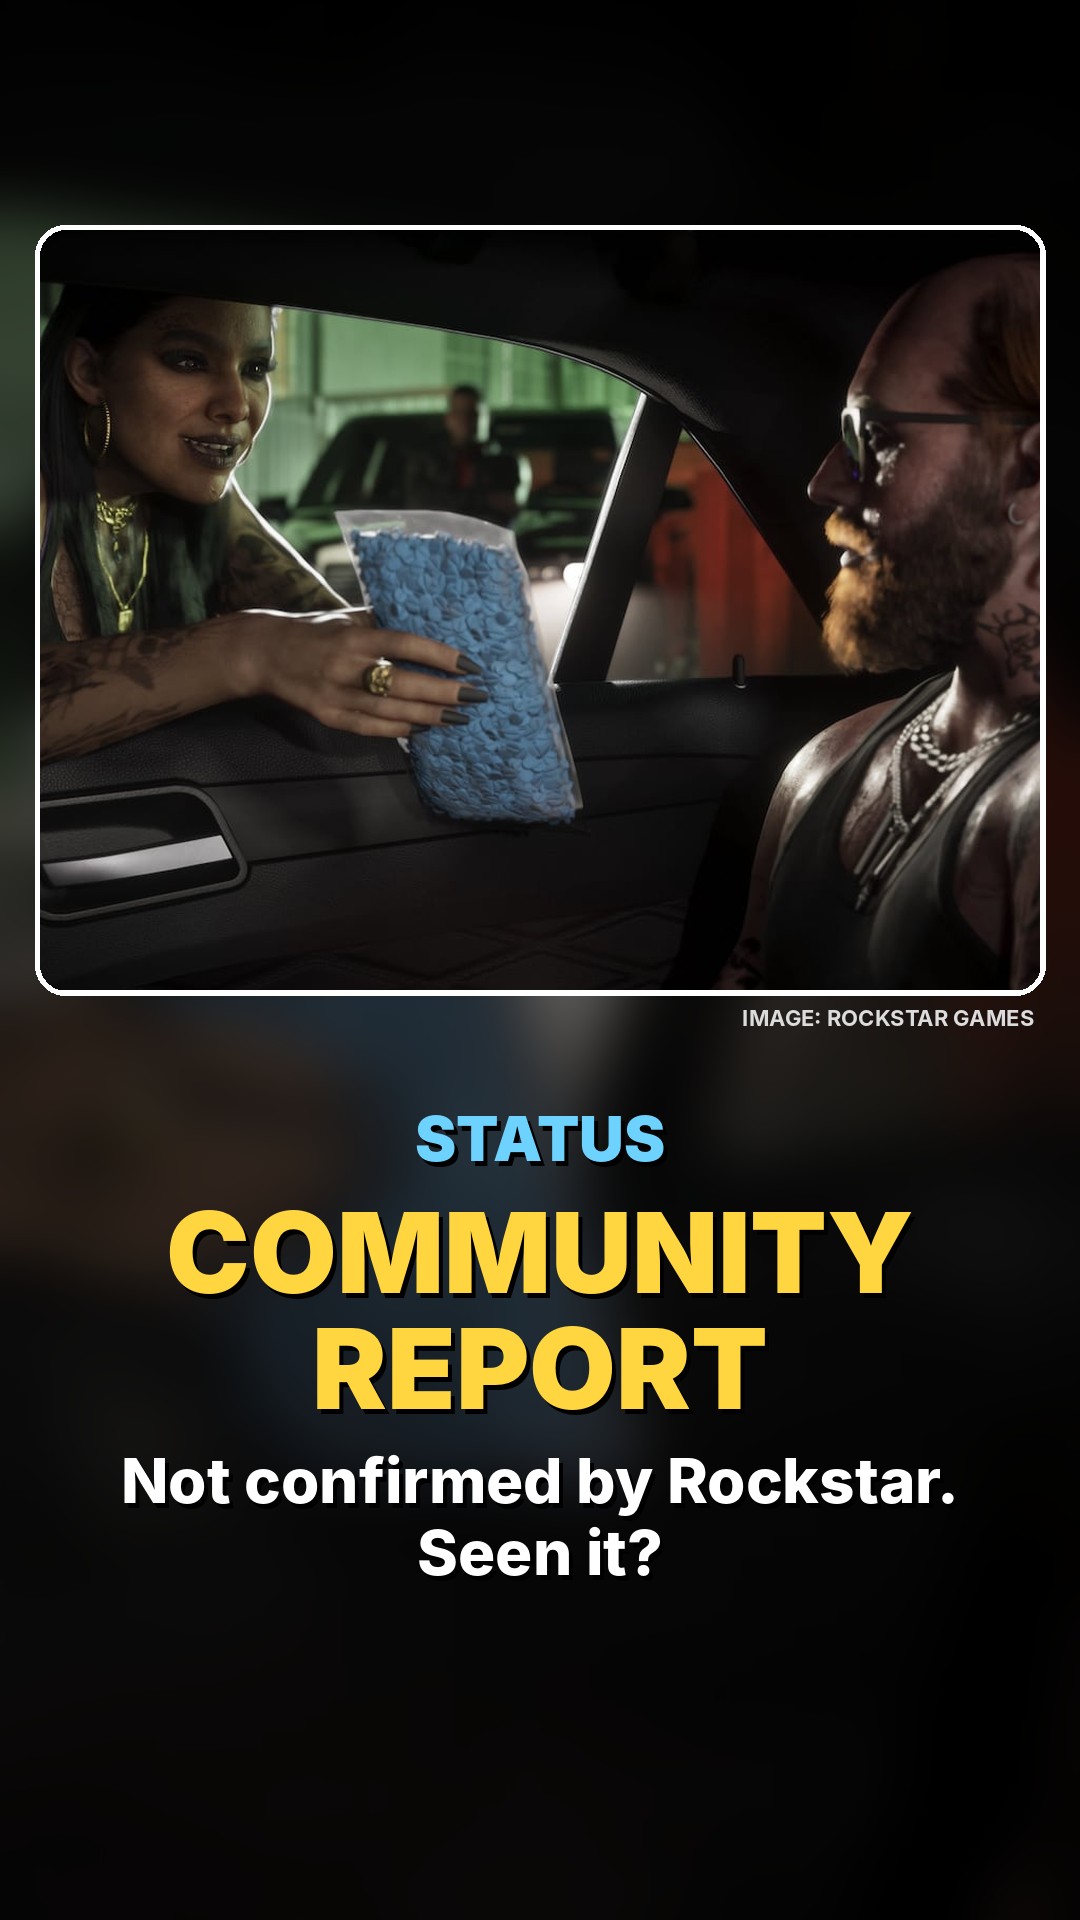 IMAGE: ROCKSTAR GAMES
STATUS
COMMUNITY
REPORT
Not confirmed by Rockstar.
Seen it?